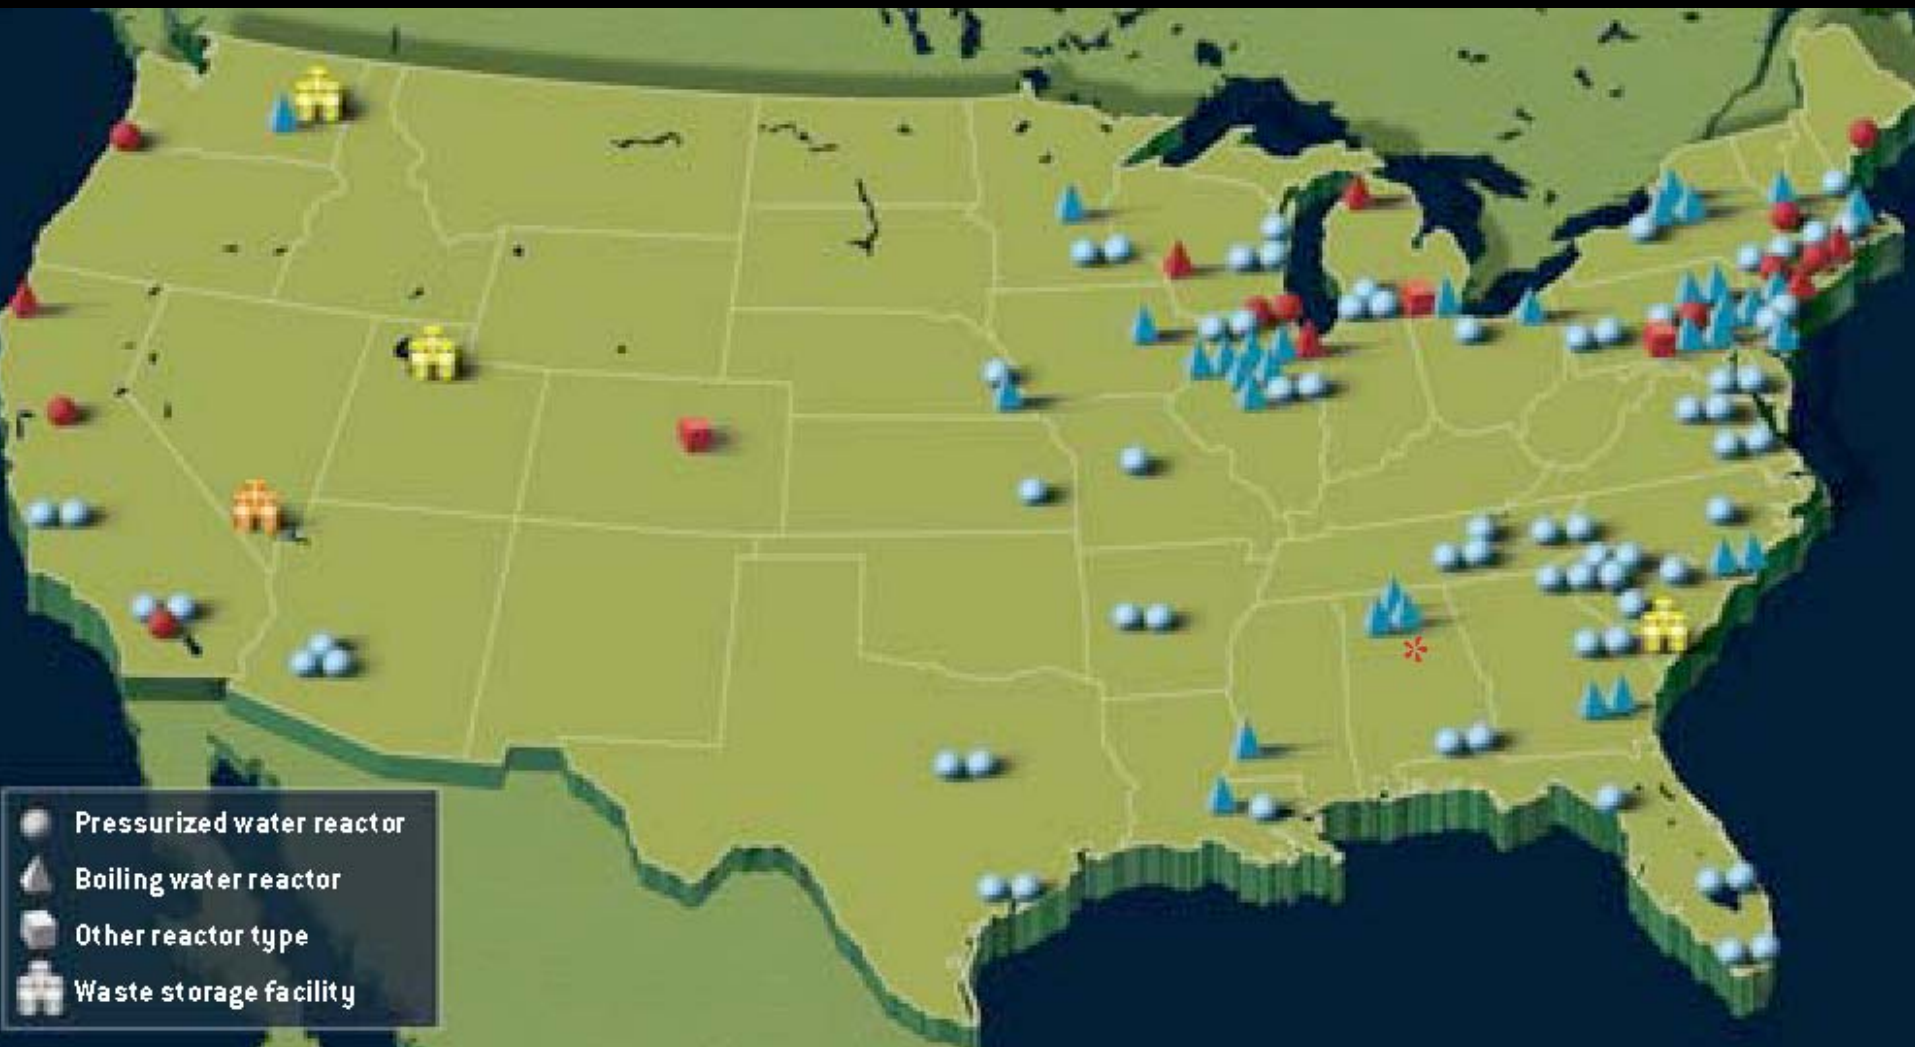 Pressurized water reactor
Boiling water reactor
Other reactor type
Waste storage facility